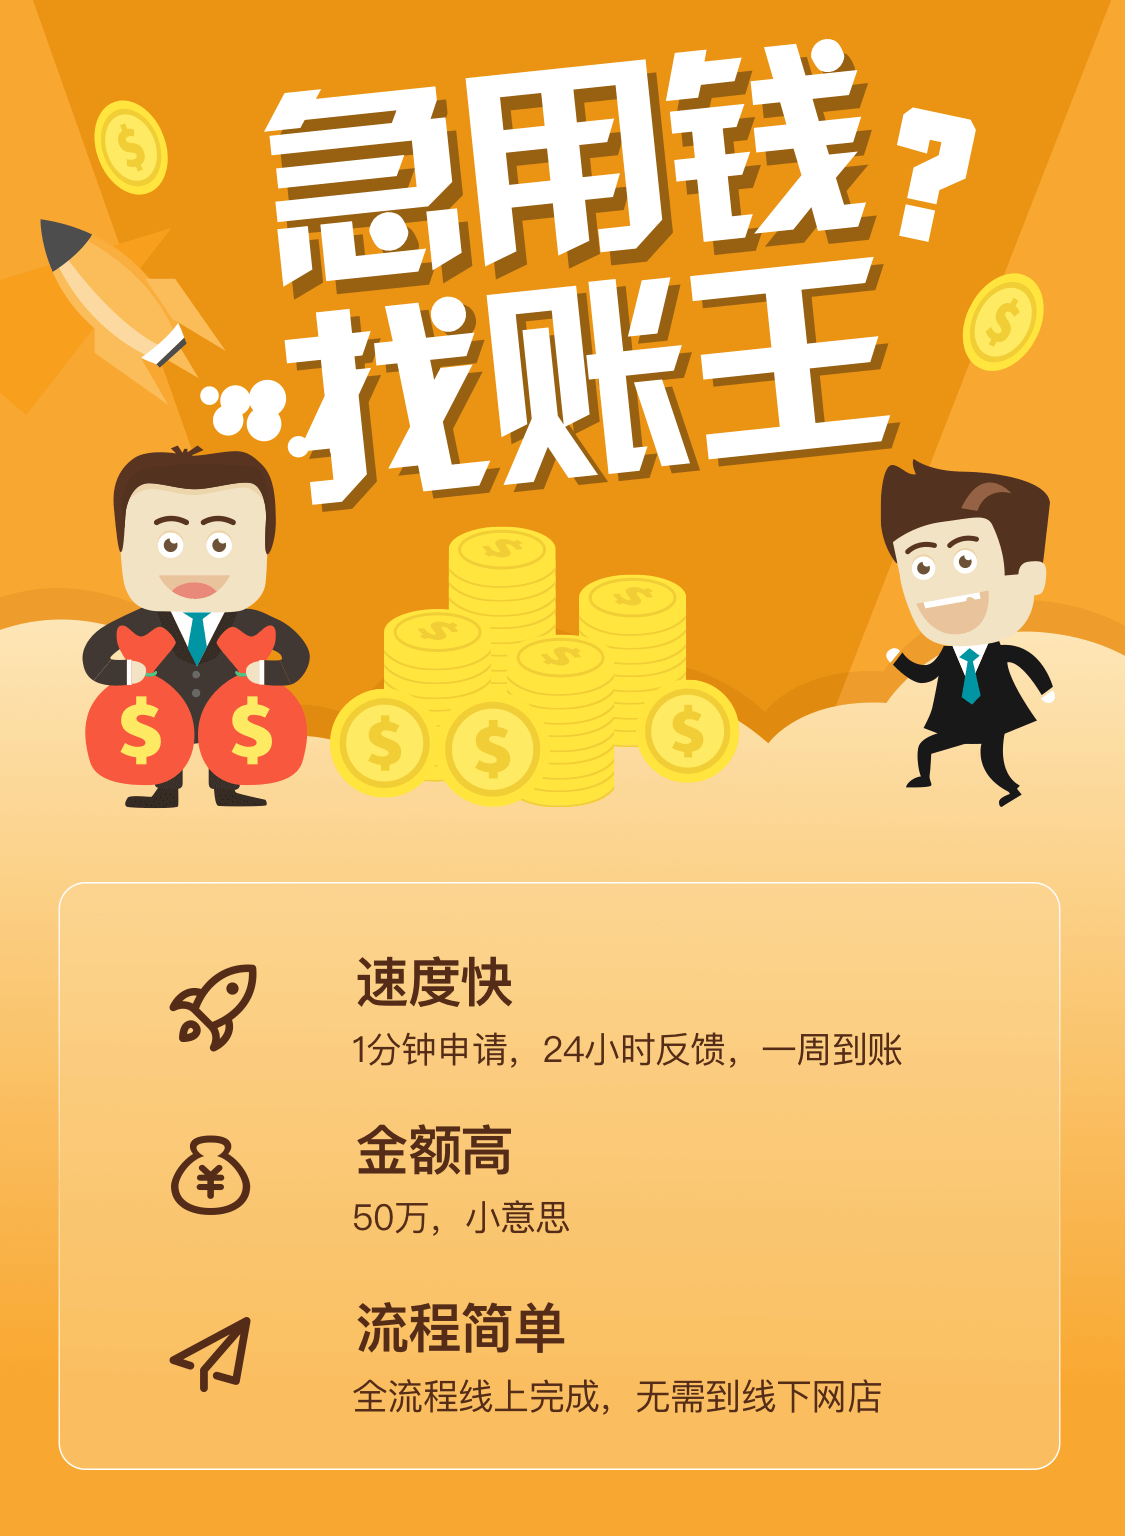 急用钱?
找账王
速度快
1分钟申请，24小时反馈，一周到账
金额高
50万，小意思
流程简单
全流程线上完成，无需到线下网店